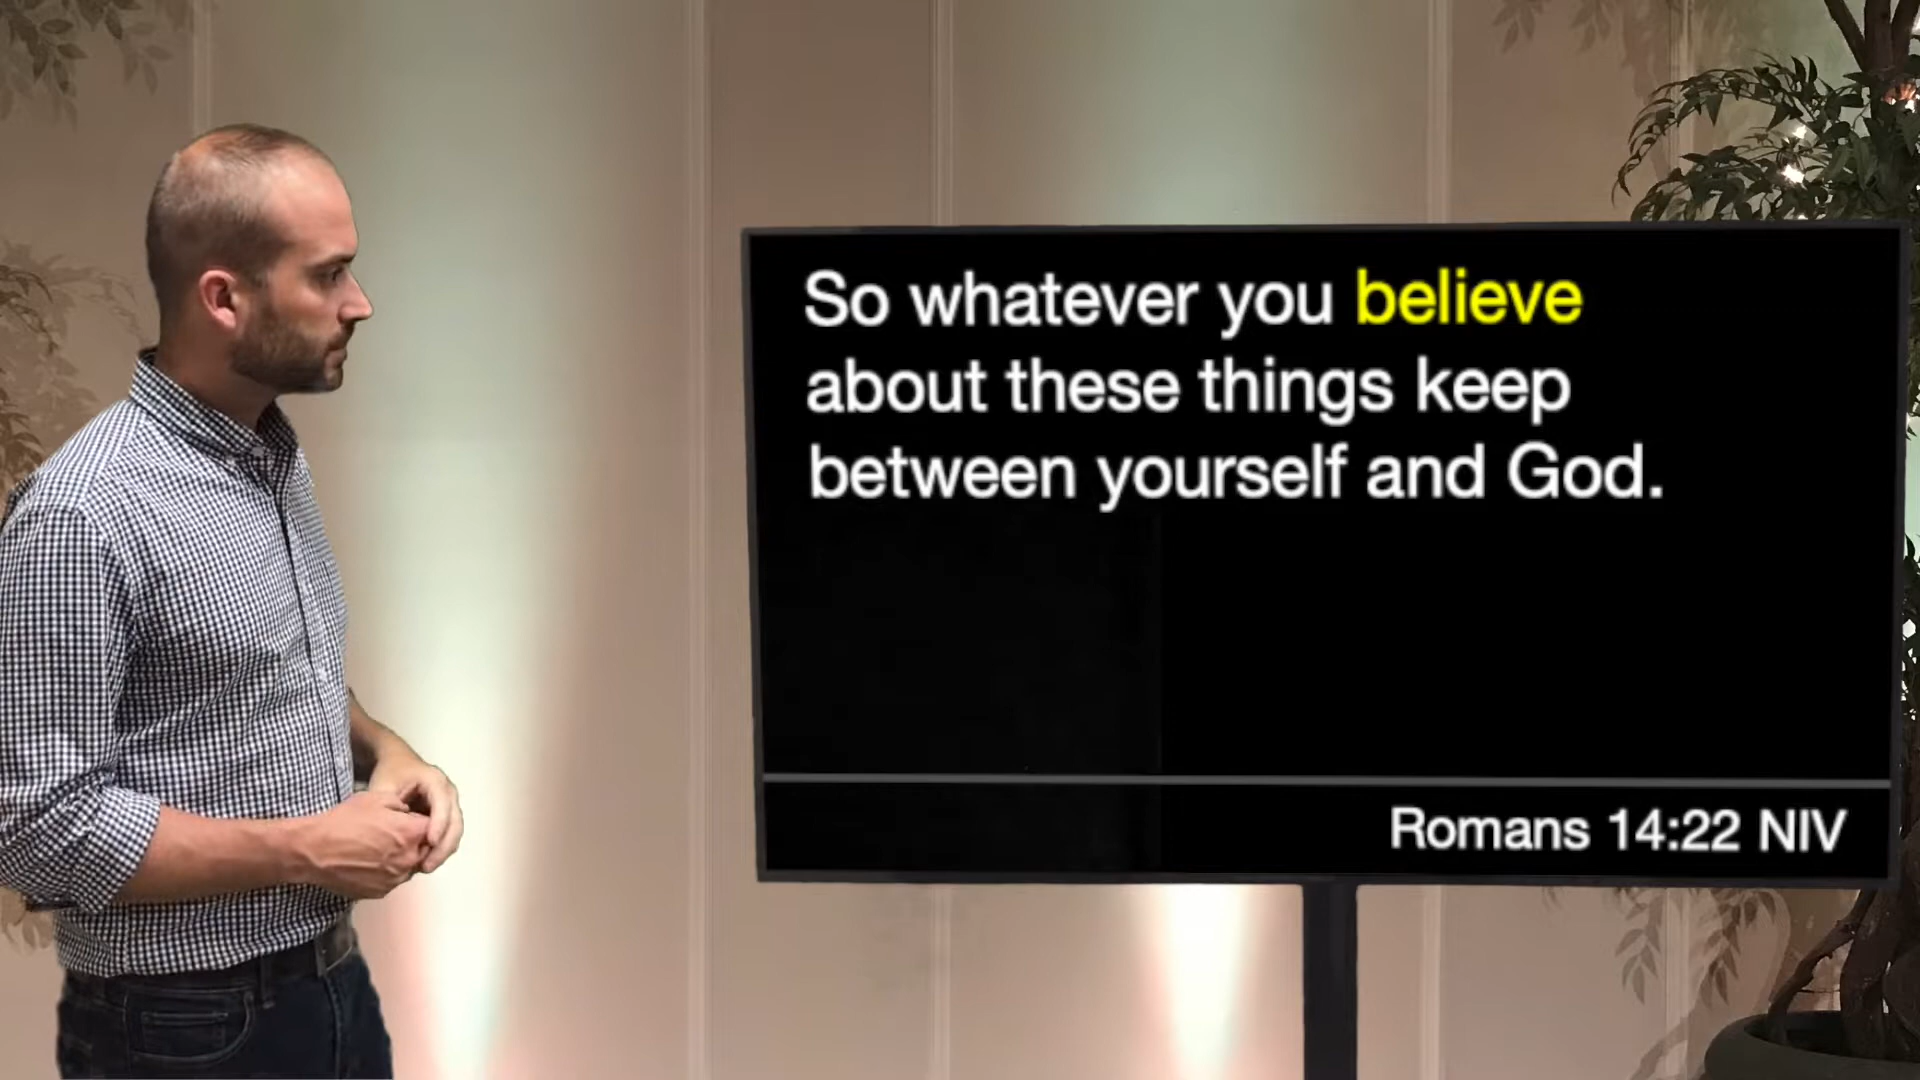 So whatever you believe
about these things keep
between yourself and God.
Romans 14:22 NIV